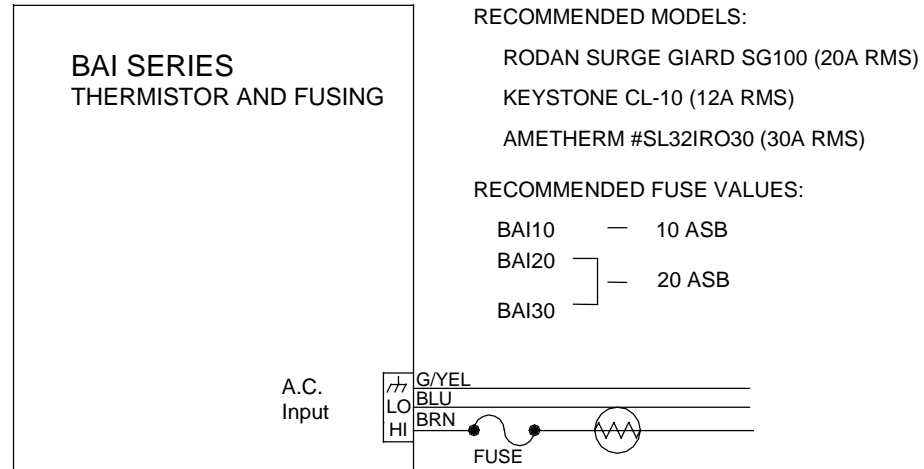 BAI SERIES
THERMISTOR AND FUSING
RECOMMENDED MODELS:
RODAN SURGE GIARD SG100 (20A RMS)
KEYSTONE CL-10 (12A RMS)
AMETHERM #SL32IRO30 (30A RMS)
RECOMMENDED FUSE VALUES:
BAI10 — 10 ASB
BAI20
— 20 ASB
BAI30
A.C.
Input
G/YEL
LO BLU
HI BRN
FUSE